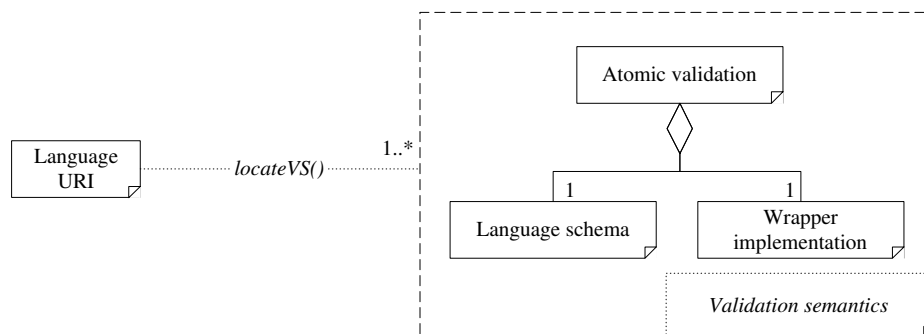 Atomic validation
Language
URI
locateVS()
1..*
1
1
Language schema
Wrapper
implementation
Validation semantics